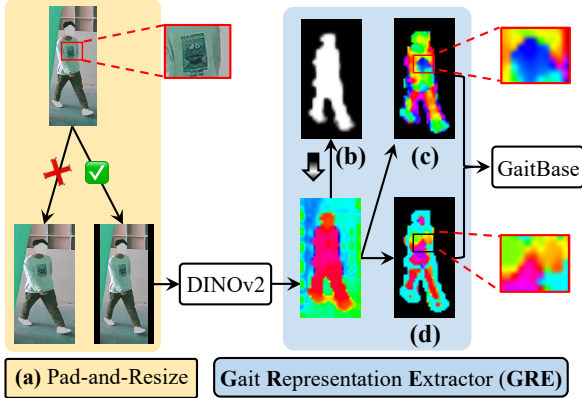 (b)
(c)
GaitBase
DINOv2
(d)
(a) Pad-and-Resize
Gait Representation Extractor (GRE)